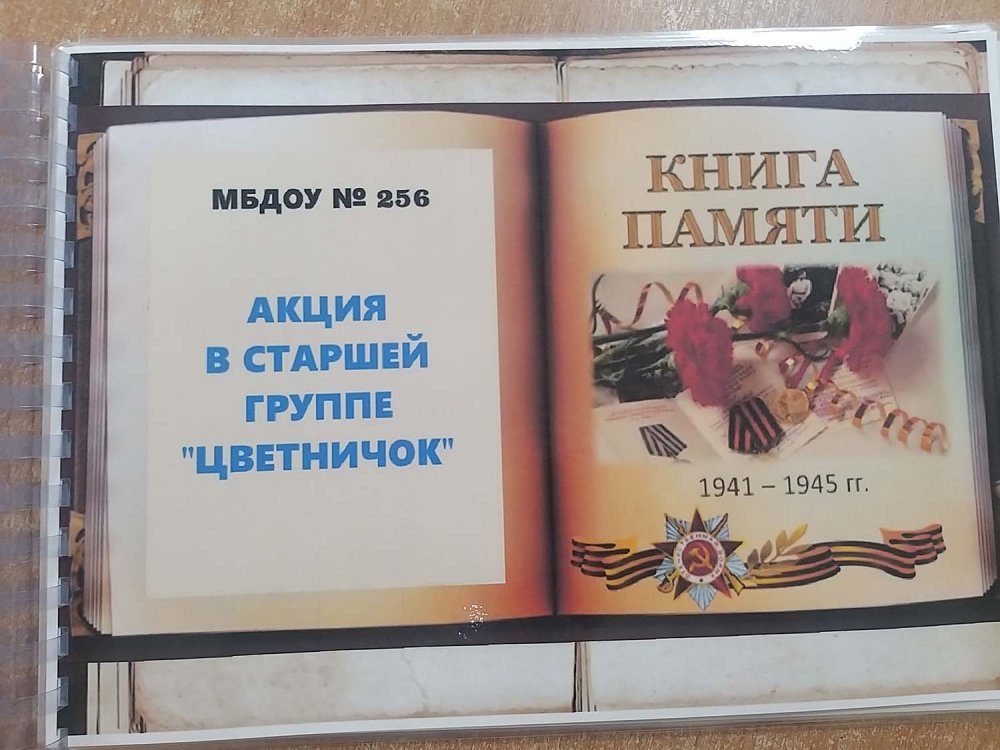 МБДОУ № 256
АКЦИЯ
В СТАРШЕЙ
ГРУППЕ
"ЦВЕТНИЧОК"
КНИГА
ПАМЯТИ
1941 – 1945 гг.